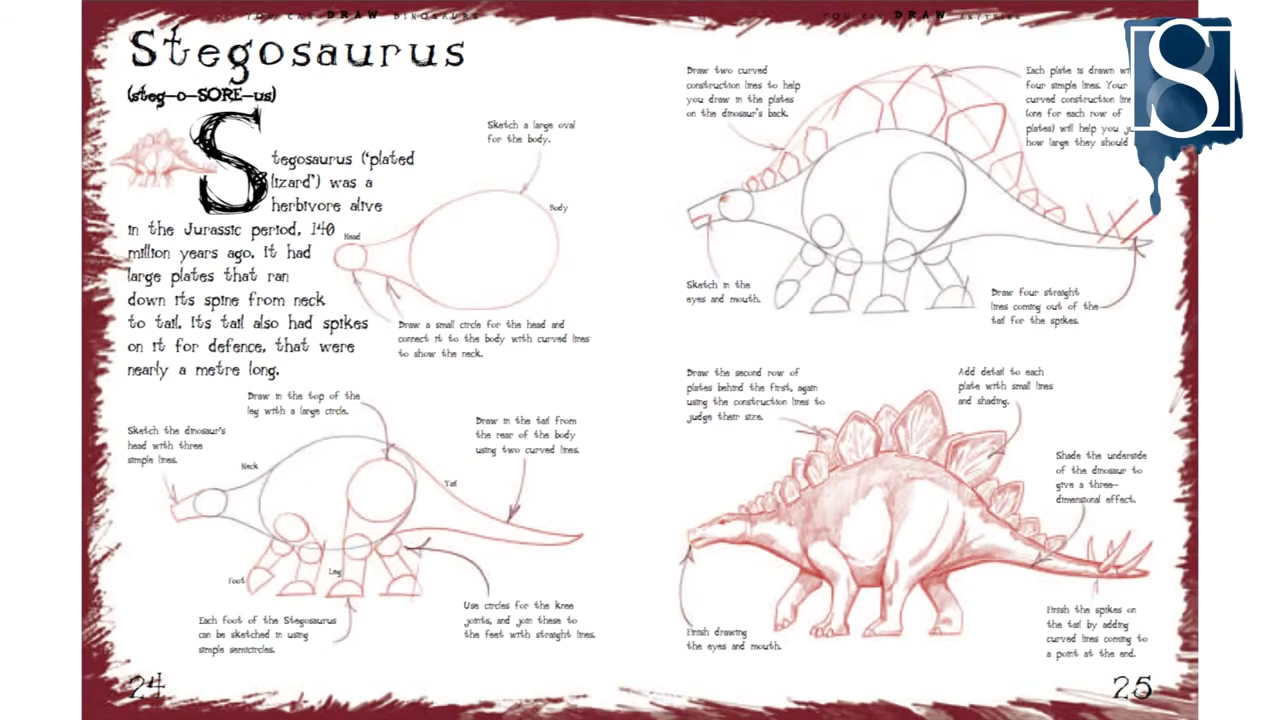 YOU CAN DRAW DINOSAURS
Stegosaurus
(steg-o-SORE-us)
Stegosaurus ('plated
lizard') was a
herbivore alive
in the Jurassic period, 140
million years ago. It had
large plates that ran
down its spine from neck
to tail. Its tail also had spikes
on it for defence, that were
nearly a metre long.
Sketch a large oval
for the body.
Body
Head
Draw a small circle for the head and
connect it to the body with curved lines
to show the neck.
Draw in the top of the
leg with a large circle.
Sketch the dinosaur's
head with three
simple lines.
Neck
Draw in the tail from
the rear of the body
using two curved lines.
Tail
Foot
Leg
Each foot of the Stegosaurus
can be sketched in using
simple semicircles.
Use circles for the knee
joints, and join these to
the feet with straight lines.
24
YOU CAN DRAW ANYTHING
Draw two curved
construction lines to help
you draw in the plates
on the dinosaur's back.
Each plate is drawn
four simple lines. Your
curved construction
(one for each row of
plates) will help you
how large they should
S
Sketch in the
eyes and mouth.
Draw four straight
lines coming out of the
tail for the spikes.
Draw the second row of
plates behind the first, again
using the construction lines to
judge their size.
Add detail to each
plate with small lines
and shading.
Shade the underside
of the dinosaur to
give a three-
dimensional effect.
Finish drawing
the eyes and mouth.
Finish the spikes on
the tail by adding
curved lines coming to
a point at the end.
25